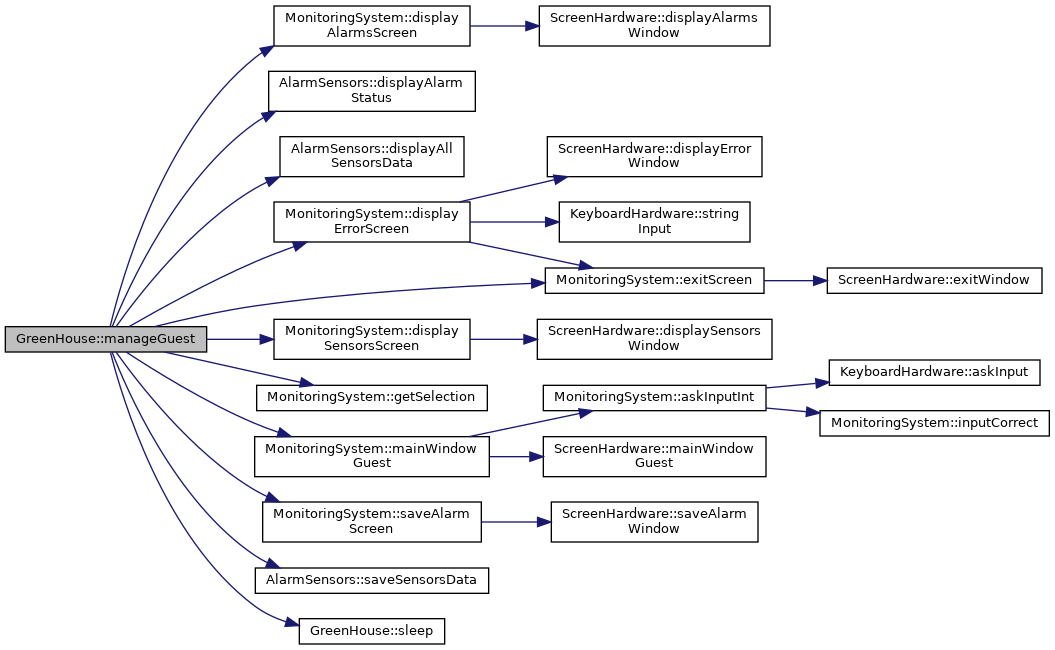 MonitoringSystem::display
AlarmsScreen
ScreenHardware::displayAlarms
Window
AlarmSensors::displayAlarm
Status
AlarmSensors::displayAll
SensorsData
ScreenHardware::displayError
Window
MonitoringSystem::display
ErrorScreen
KeyboardHardware::string
Input
MonitoringSystem::exitScreen
ScreenHardware::exitWindow
GreenHouse::manageGuest
MonitoringSystem::display
SensorsScreen
ScreenHardware::displaySensors
Window
KeyboardHardware::askInput
MonitoringSystem::getSelection
MonitoringSystem::askInputInt
MonitoringSystem::inputCorrect
MonitoringSystem::mainWindow
Guest
ScreenHardware::mainWindow
Guest
MonitoringSystem::saveAlarm
Screen
ScreenHardware::saveAlarm
Window
AlarmSensors::saveSensorsData
GreenHouse::sleep